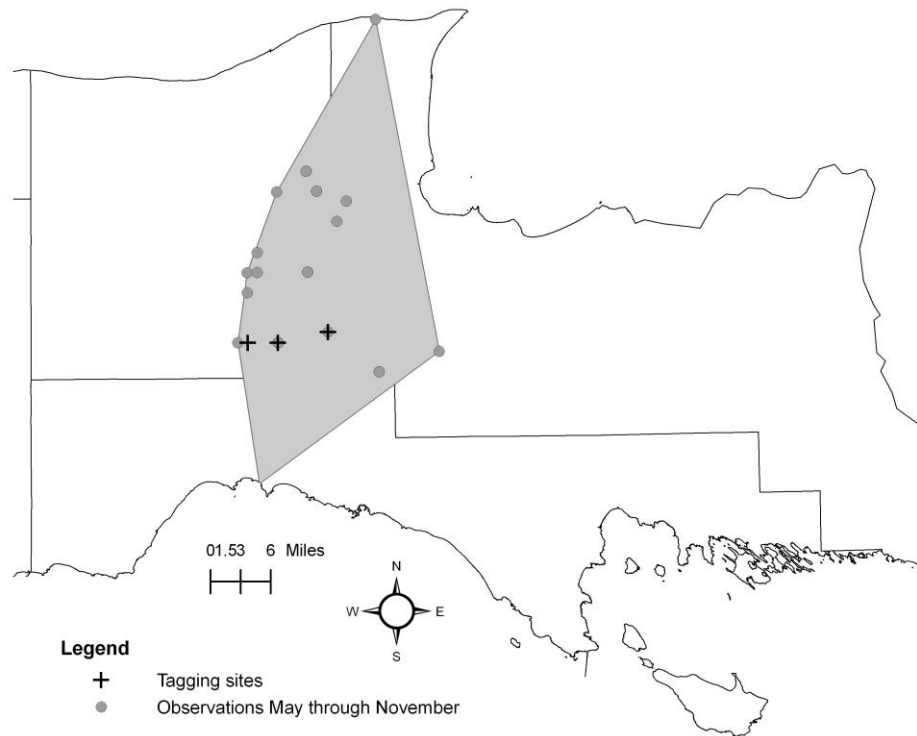 01.53 6 Miles
N
W E
S
Legend
Tagging sites
Observations May through November